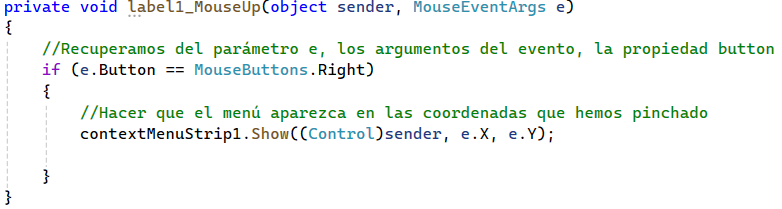 private void label1_MouseUp(object sender, MouseEventArgs e)
{
//Recuperamos del parámetro e, los argumentos del evento, la propiedad button
if (e.Button == MouseButtons.Right)
{
//Hacer que el menú aparezca en las coordenadas que hemos pinchado
contextMenuStrip1.Show((Control)sender, e.X, e.Y);
}
}